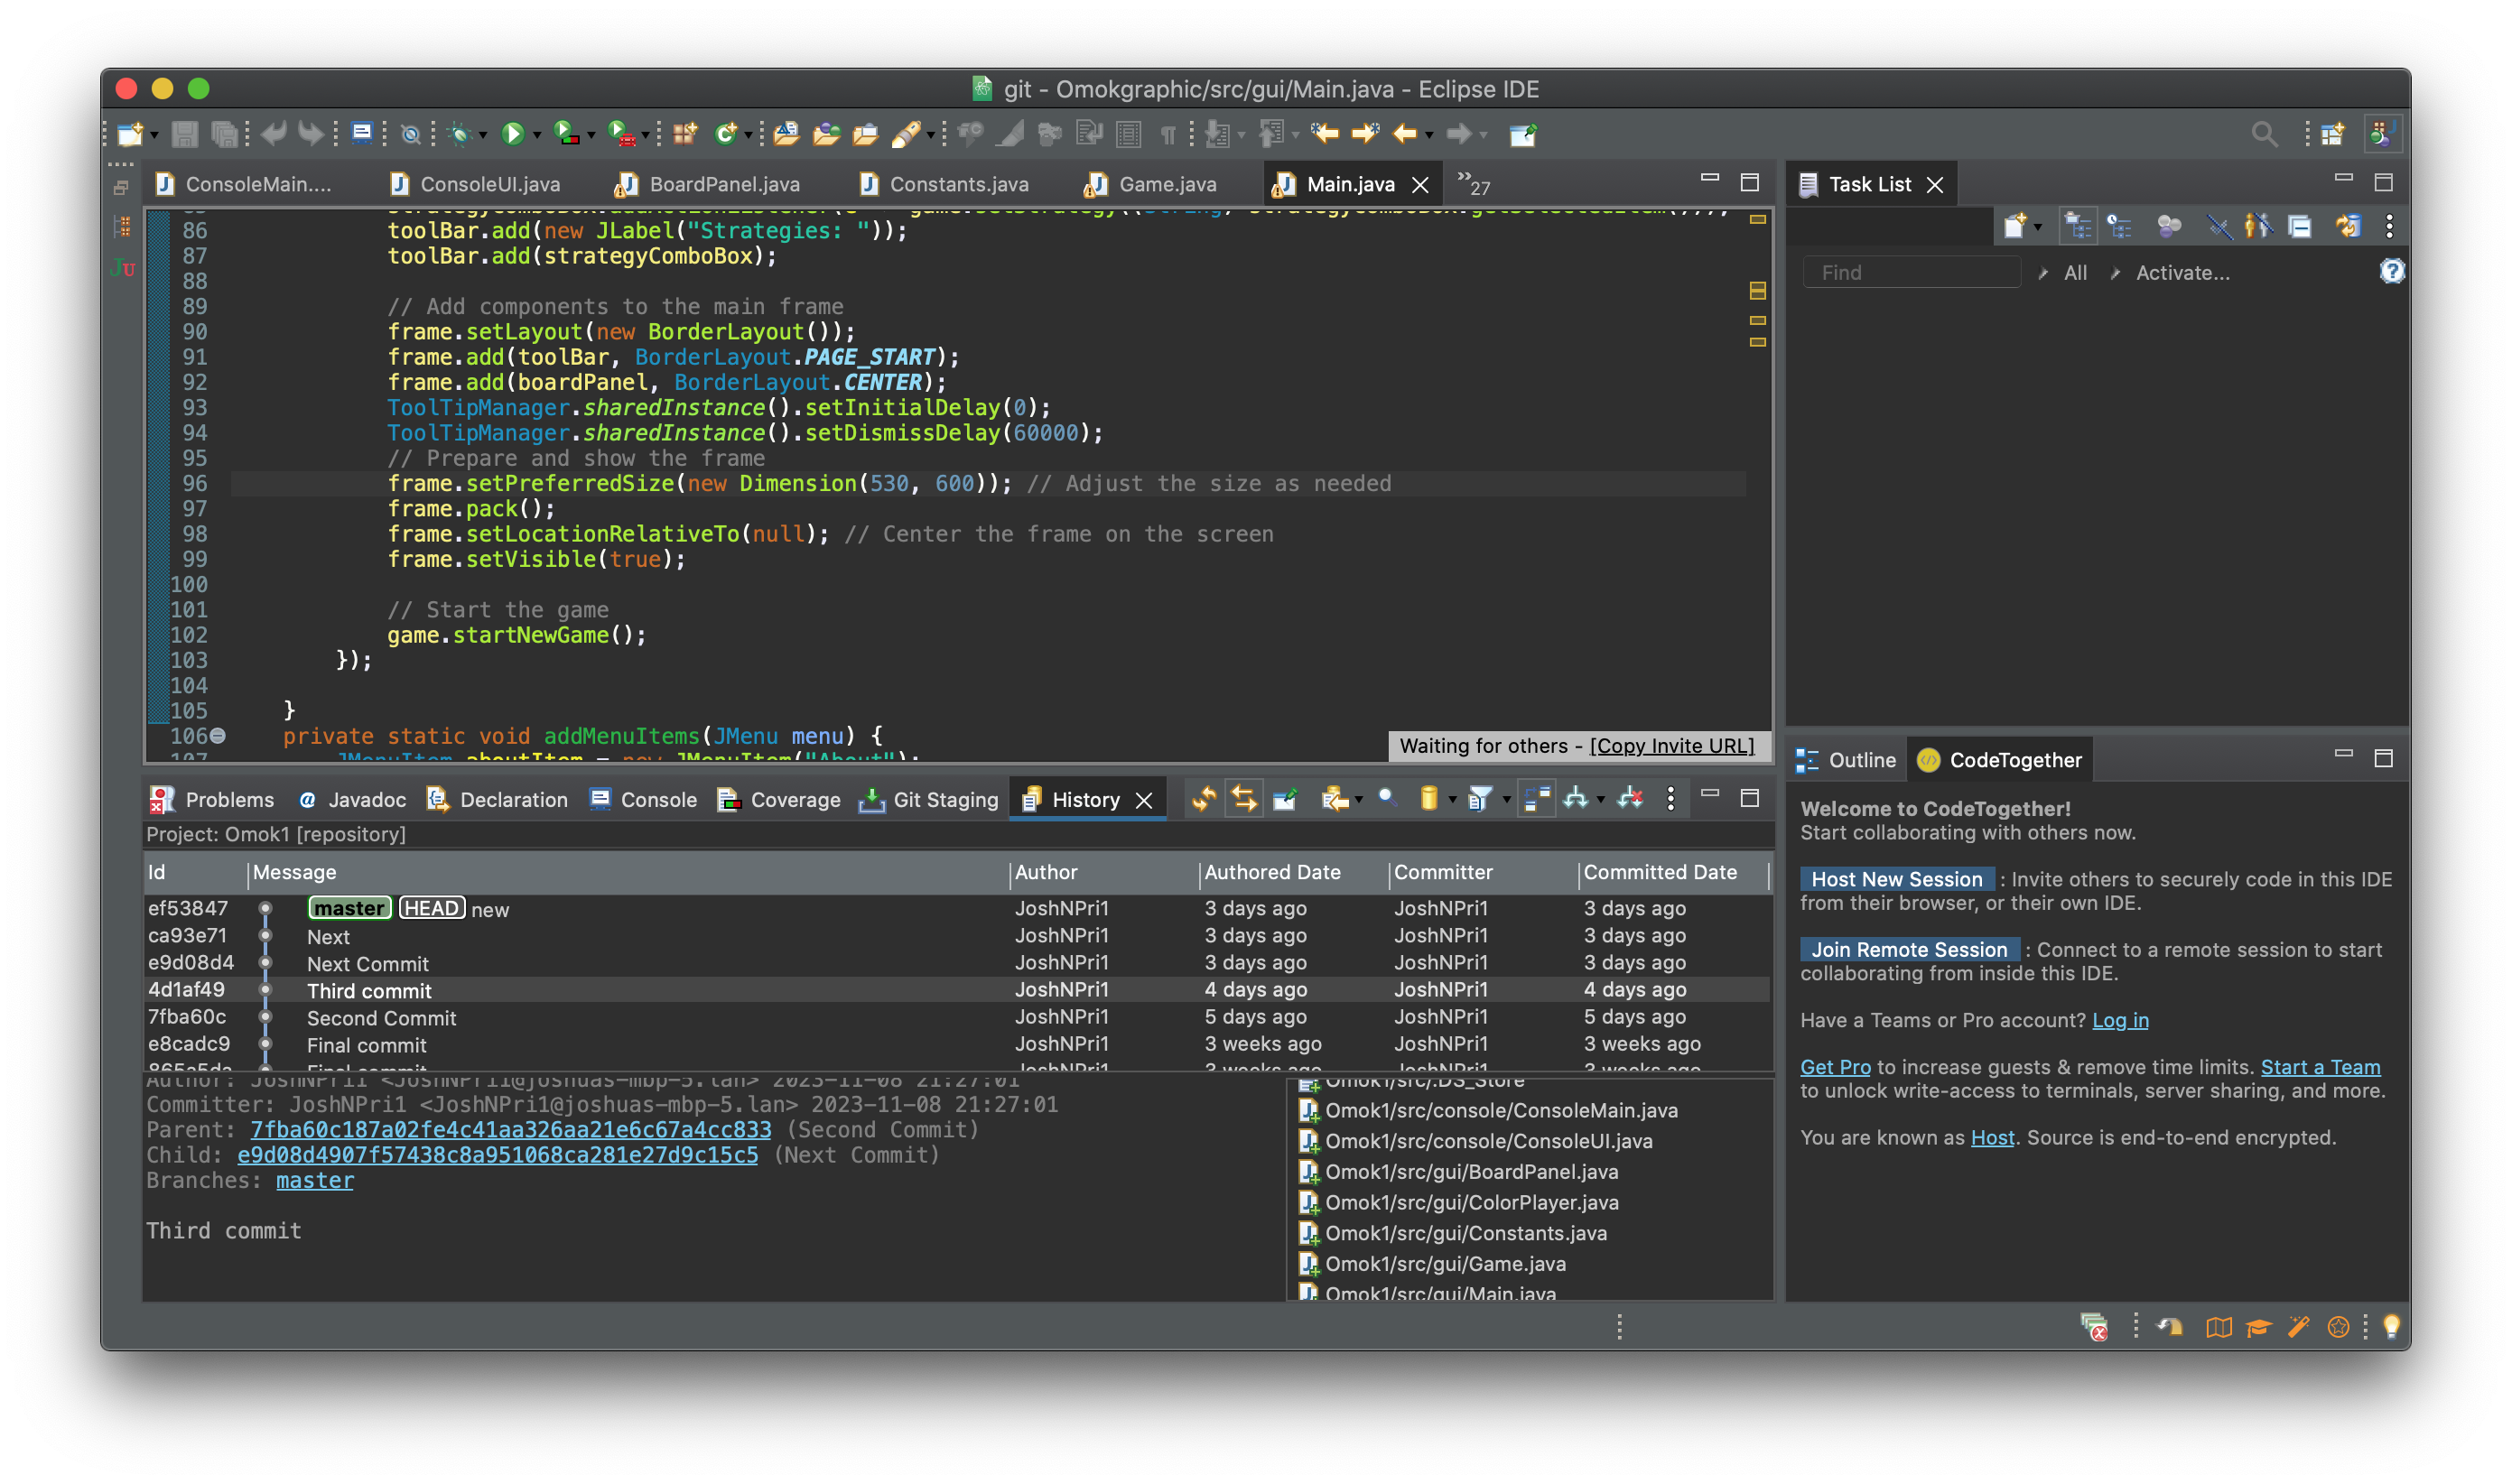 git - Omokgraphic/src/gui/Main.java - Eclipse IDE
ConsoleMain.... ConsoleUI.java BoardPanel.java Constants.java Game.java Main.java 27
86 toolBar.add(new JLabel("Strategies: "));
87 toolBar.add(strategyComboBox);
88
89 // Add components to the main frame
90 frame.setLayout(new BorderLayout());
91 frame.add(toolBar, BorderLayout.PAGE_START);
92 frame.add(boardPanel, BorderLayout.CENTER);
93 ToolTipManager.sharedInstance().setInitialDelay(0);
94 ToolTipManager.sharedInstance().setDismissDelay(60000);
95 // Prepare and show the frame
96 frame.setPreferredSize(new Dimension(530, 600)); // Adjust the size as needed
97 frame.pack();
98 frame.setLocationRelativeTo(null); // Center the frame on the screen
99 frame.setVisible(true);
100
101 // Start the game
102 game.startNewGame();
103 });
104
105 }
106 private static void addMenuItems(JMenu menu) {
107 JMenuItem aboutItem = new JMenuItem("About");
Waiting for others - [Copy Invite URL]
Task List
Find All Activate...
Problems Javadoc Declaration Console Coverage Git Staging History
Project: Omok1 [repository]
Id Message Author Authored Date Committer Committed Date
ef53847 master HEAD new JoshNPri1 3 days ago JoshNPri1 3 days ago
ca93e71 Next JoshNPri1 3 days ago JoshNPri1 3 days ago
e9d08d4 Next Commit JoshNPri1 3 days ago JoshNPri1 3 days ago
4d1af49 Third commit JoshNPri1 4 days ago JoshNPri1 4 days ago
7fba60c Second Commit JoshNPri1 5 days ago JoshNPri1 5 days ago
e8cadc9 Final commit JoshNPri1 3 weeks ago JoshNPri1 3 weeks ago
Final commit JoshNPri1 3 weeks ago JoshNPri1 3 weeks ago
Author: JoshNPri1 <JoshNPri1@joshuas-mbp-5.lan> 2023-11-08 21:27:01
Committer: JoshNPri1 <JoshNPri1@joshuas-mbp-5.lan> 2023-11-08 21:27:01
Parent: 7fba60c187a02fe4c41aa326aa21e6c67a4cc833 (Second Commit)
Child: e9d08d4907f57438c8a951068ca281e27d9c15c5 (Next Commit)
Branches: master
Third commit
Omok1/src/.DS_Store
Omok1/src/console/ConsoleMain.java
Omok1/src/console/ConsoleUI.java
Omok1/src/gui/BoardPanel.java
Omok1/src/gui/ColorPlayer.java
Omok1/src/gui/Constants.java
Omok1/src/gui/Game.java
Omok1/src/gui/Main.java
Outline CodeTogether
Welcome to CodeTogether!
Start collaborating with others now.
Host New Session : Invite others to securely code in this IDE
from their browser, or their own IDE.
Join Remote Session : Connect to a remote session to start
collaborating from inside this IDE.
Have a Teams or Pro account? Log in
Get Pro to increase guests & remove time limits. Start a Team
to unlock write-access to terminals, server sharing, and more.
You are known as Host. Source is end-to-end encrypted.